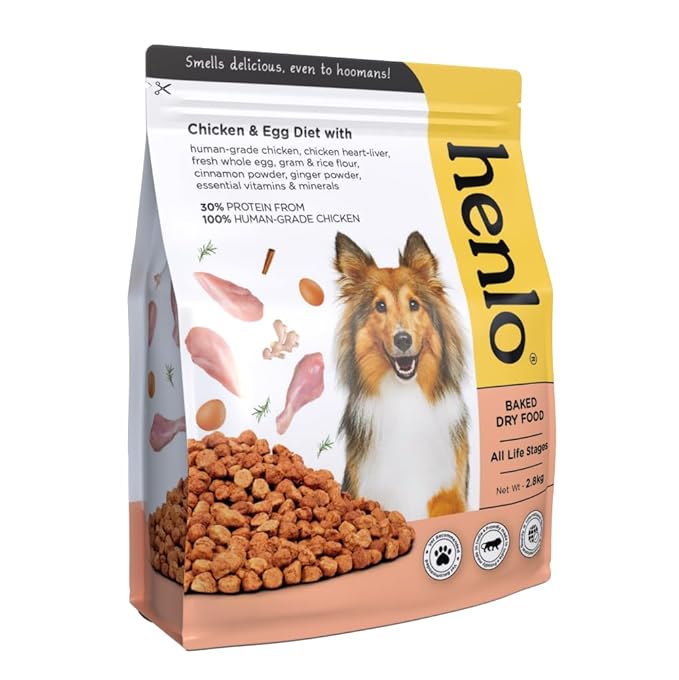 Smells delicious, even to hoomans!
Chicken & Egg Diet with
human-grade chicken, chicken heart-liver,
fresh whole egg, gram & rice flour,
cinnamon powder, ginger powder,
essential vitamins & minerals
30% PROTEIN FROM
100% HUMAN-GRADE CHICKEN
henlo
BAKED
DRY FOOD
All Life Stages
Net Wt - 2.8kg